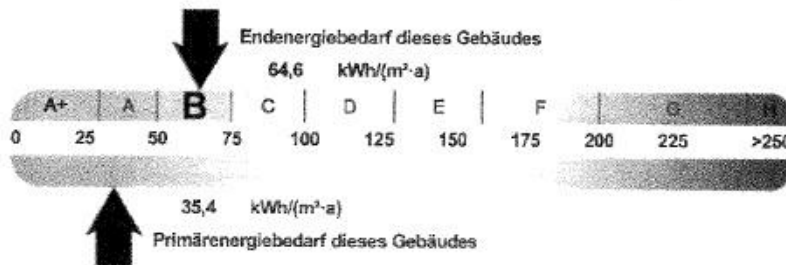 Endenergiebedarf dieses Gebäudes
64,6 kWh/(m²·a)
A+ A B C D E F G H
0 25 50 75 100 125 150 175 200 225 >250
35,4 kWh/(m²·a)
Primärenergiebedarf dieses Gebäudes